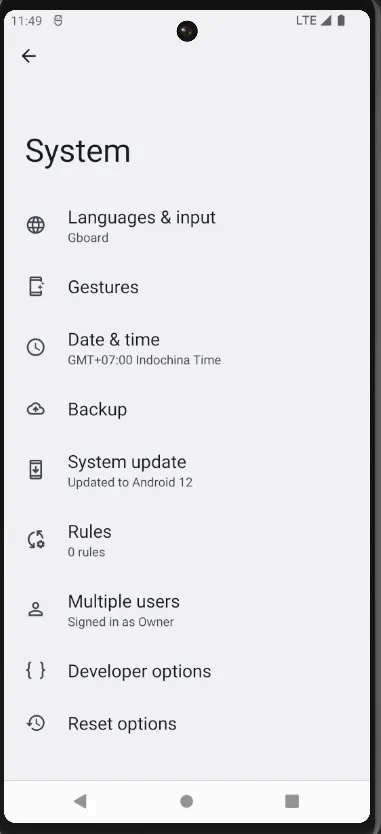 11:49 LTE
System
Languages & input
Gboard
Gestures
Date & time
GMT+07:00 Indochina Time
Backup
System update
Updated to Android 12
Rules
0 rules
Multiple users
Signed in as Owner
{ } Developer options
Reset options